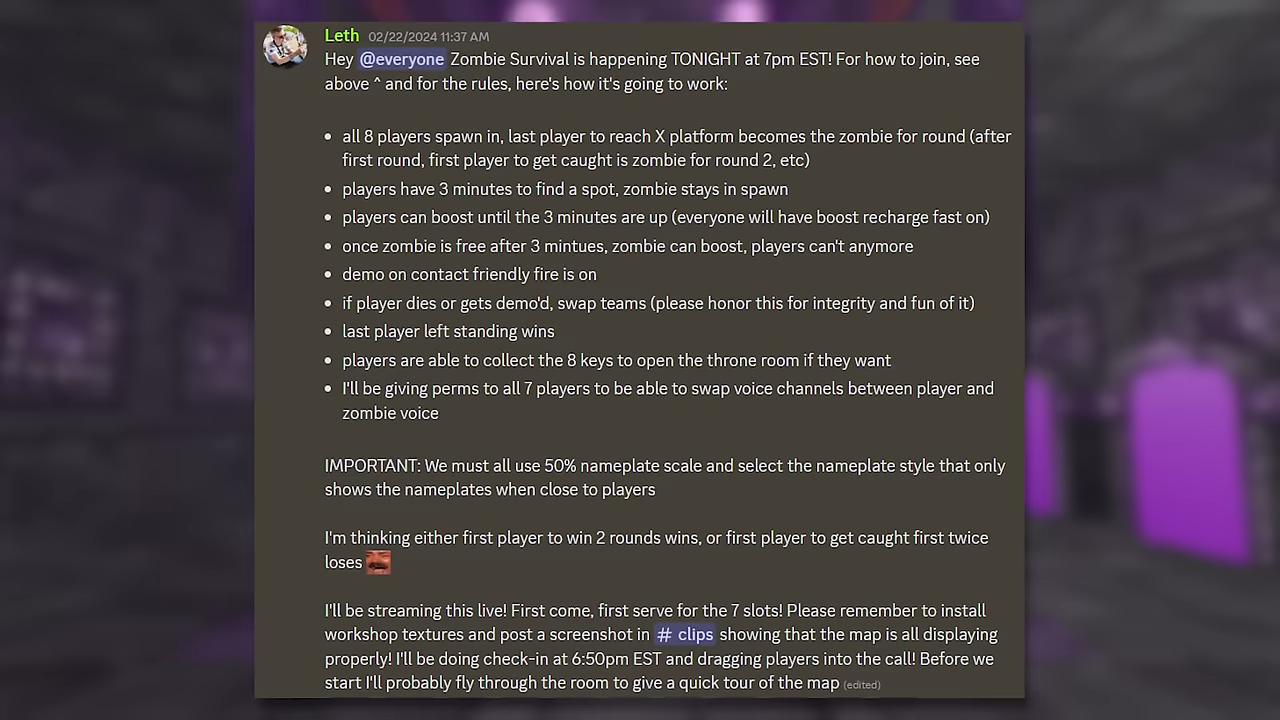 Leth 02/22/2024 11:37 AM
Hey @everyone Zombie Survival is happening TONIGHT at 7pm EST! For how to join, see
above ^ and for the rules, here's how it's going to work:
• all 8 players spawn in, last player to reach X platform becomes the zombie for round (after
first round, first player to get caught is zombie for round 2, etc)
• players have 3 minutes to find a spot, zombie stays in spawn
• players can boost until the 3 minutes are up (everyone will have boost recharge fast on)
• once zombie is free after 3 mintues, zombie can boost, players can't anymore
• demo on contact friendly fire is on
• if player dies or gets demo'd, swap teams (please honor this for integrity and fun of it)
• last player left standing wins
• players are able to collect the 8 keys to open the throne room if they want
• I'll be giving perms to all 7 players to be able to swap voice channels between player and
zombie voice
IMPORTANT: We must all use 50% nameplate scale and select the nameplate style that only
shows the nameplates when close to players
I'm thinking either first player to win 2 rounds wins, or first player to get caught first twice
loses
I'll be streaming this live! First come, first serve for the 7 slots! Please remember to install
workshop textures and post a screenshot in # clips showing that the map is all displaying
properly! I'll be doing check-in at 6:50pm EST and dragging players into the call! Before we
start I'll probably fly through the room to give a quick tour of the map (edited)